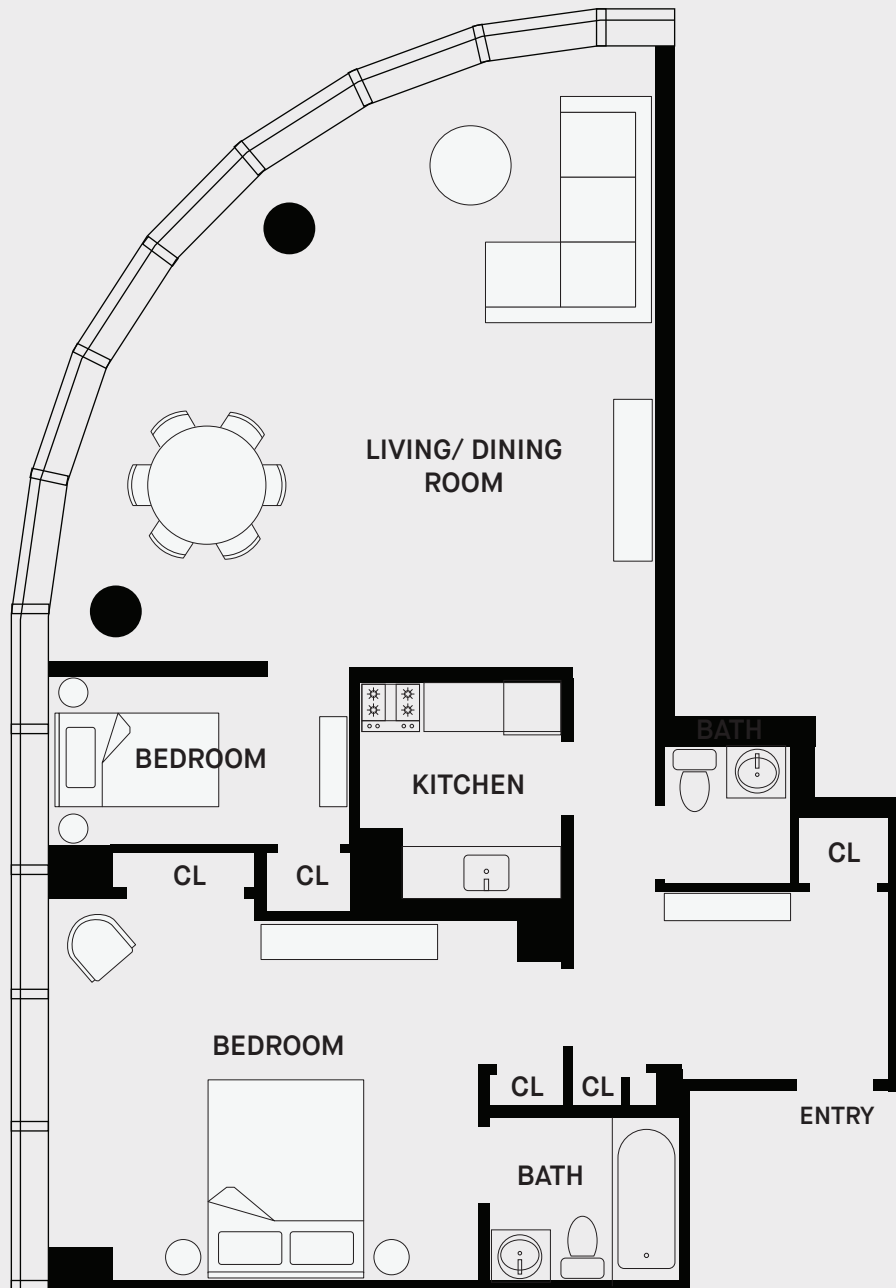 LIVING/ DINING
ROOM
BATH
BEDROOM
KITCHEN
CL
CL
CL
BEDROOM
CL
CL
ENTRY
BATH